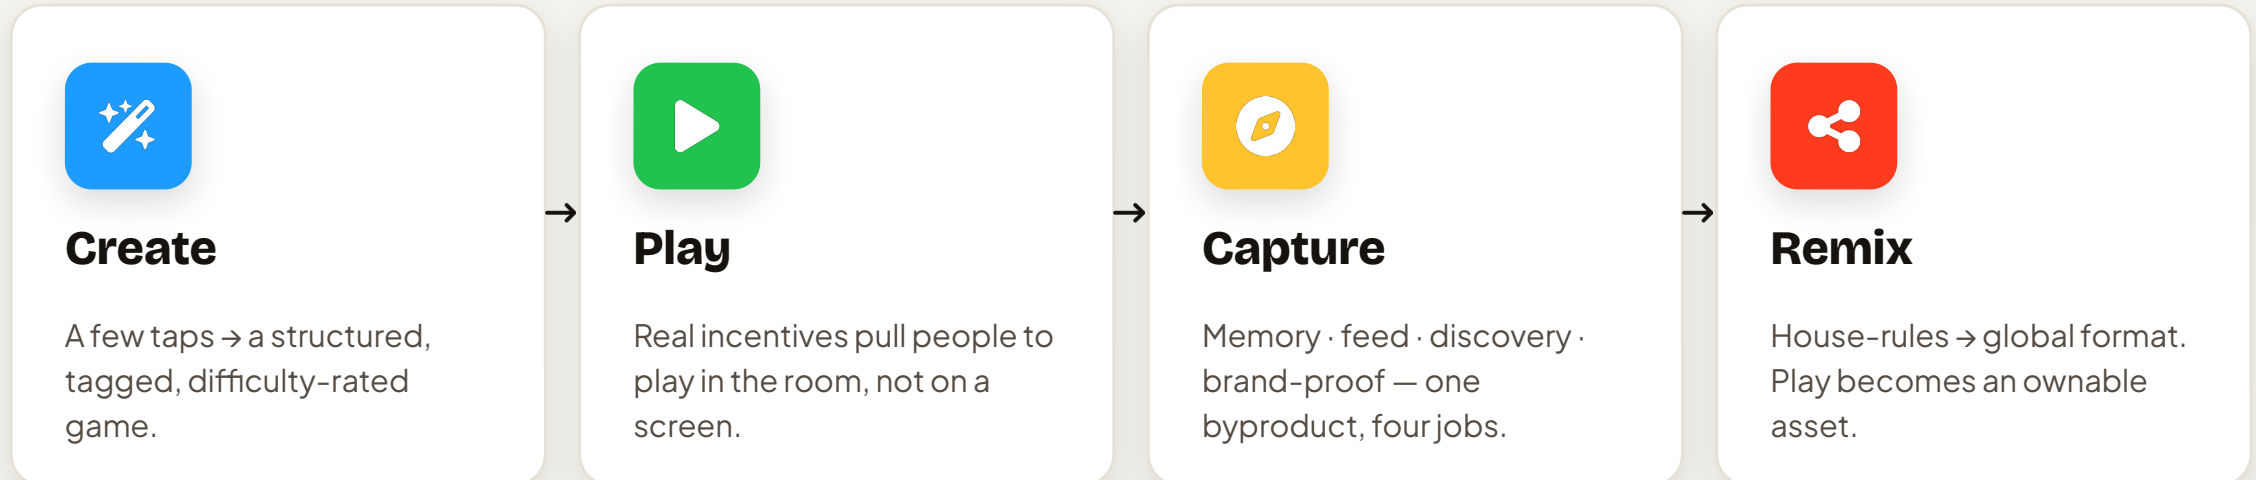 Create
A few taps → a structured,
tagged, difficulty-rated
game.
→
Play
Real incentives pull people to
play in the room, not on a
screen.
→
Capture
Memory · feed · discovery ·
brand-proof — one
byproduct, four jobs.
→
Remix
House-rules → global format.
Play becomes an ownable
asset.